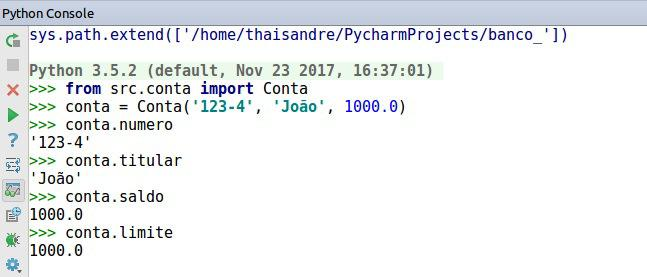 Python Console
sys.path.extend(['/home/thaisandre/PycharmProjects/banco_'])
Python 3.5.2 (default, Nov 23 2017, 16:37:01)
>>> from src.conta import Conta
>>> conta = Conta('123-4', 'João', 1000.0)
>>> conta.numero
'123-4'
>>> conta.titular
'João'
>>> conta.saldo
1000.0
>>> conta.limite
1000.0